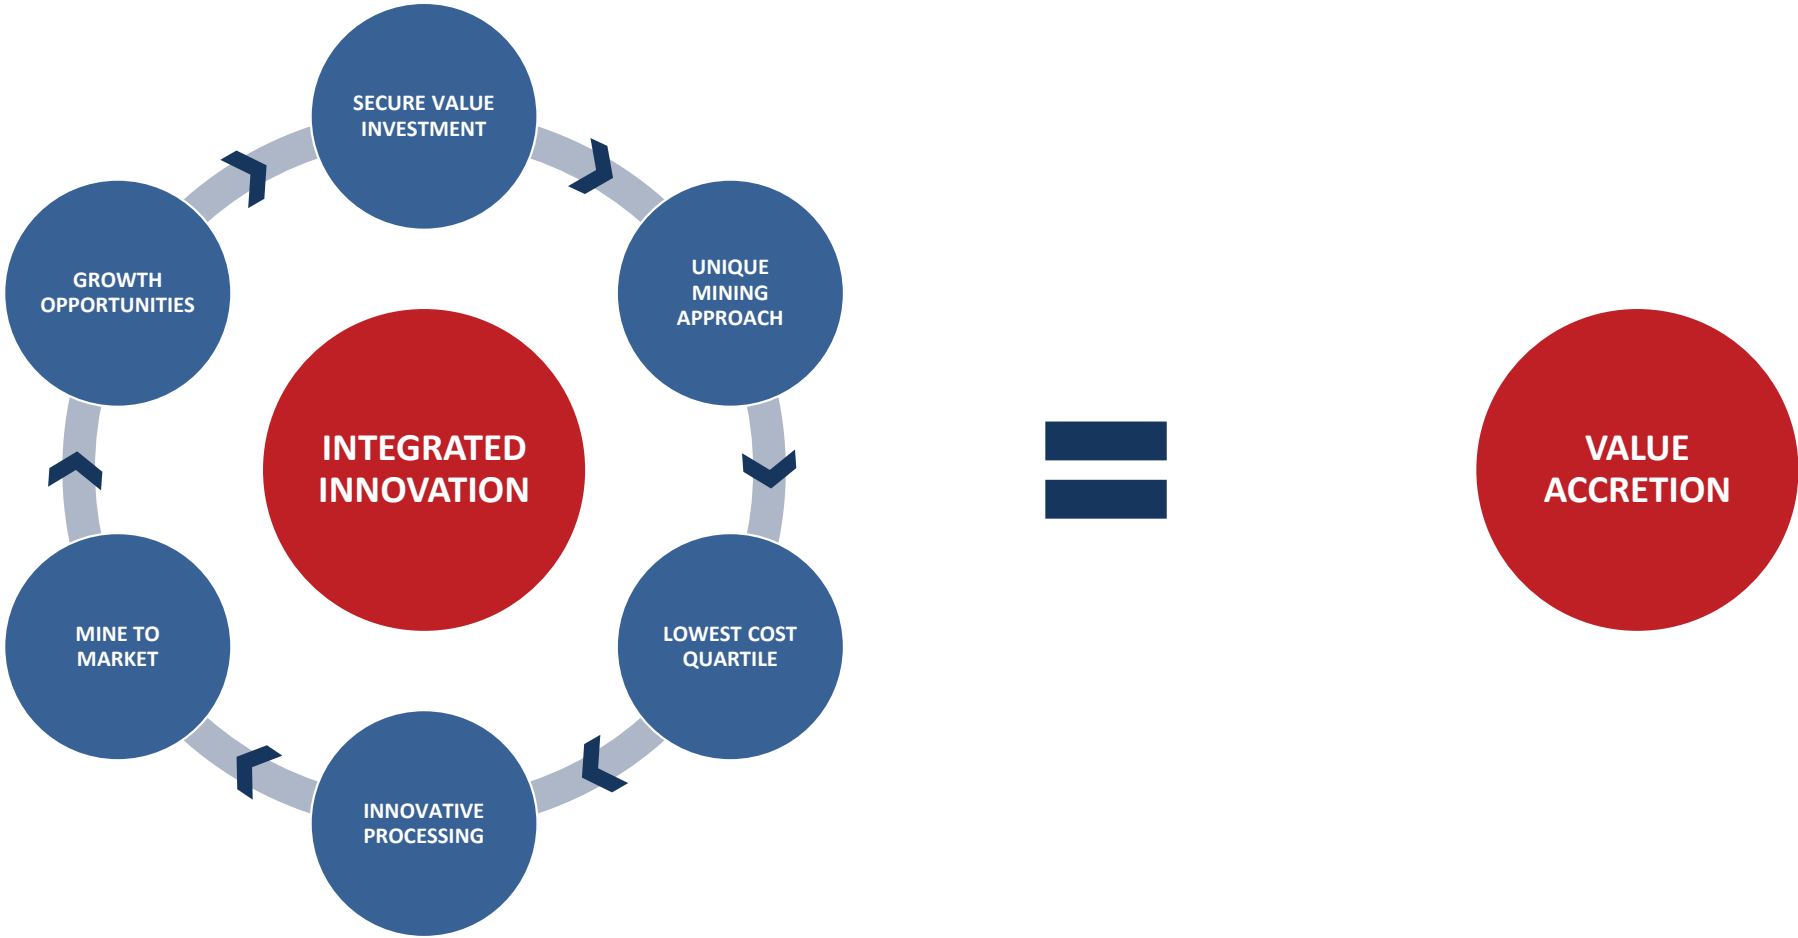 SECURE VALUE
INVESTMENT
UNIQUE
MINING
APPROACH
LOWEST COST
QUARTILE
INNOVATIVE
PROCESSING
MINE TO
MARKET
GROWTH
OPPORTUNITIES
INTEGRATED
INNOVATION
VALUE
ACCRETION